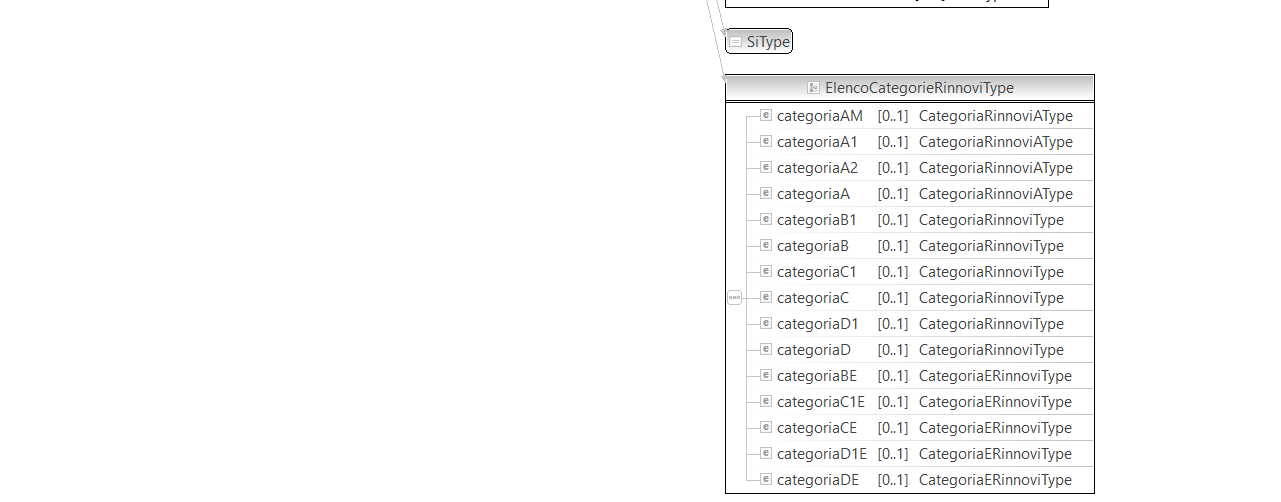 SiType
ElencoCategorieRinnoviType
categoriaAM [0..1] CategoriaRinnoviAType
categoriaA1 [0..1] CategoriaRinnoviAType
categoriaA2 [0..1] CategoriaRinnoviAType
categoriaA [0..1] CategoriaRinnoviAType
categoriaB1 [0..1] CategoriaRinnoviType
categoriaB [0..1] CategoriaRinnoviType
categoriaC1 [0..1] CategoriaRinnoviType
categoriaC [0..1] CategoriaRinnoviType
categoriaD1 [0..1] CategoriaRinnoviType
categoriaD [0..1] CategoriaRinnoviType
categoriaBE [0..1] CategoriaERinnoviType
categoriaC1E [0..1] CategoriaERinnoviType
categoriaCE [0..1] CategoriaERinnoviType
categoriaD1E [0..1] CategoriaERinnoviType
categoriaDE [0..1] CategoriaERinnoviType